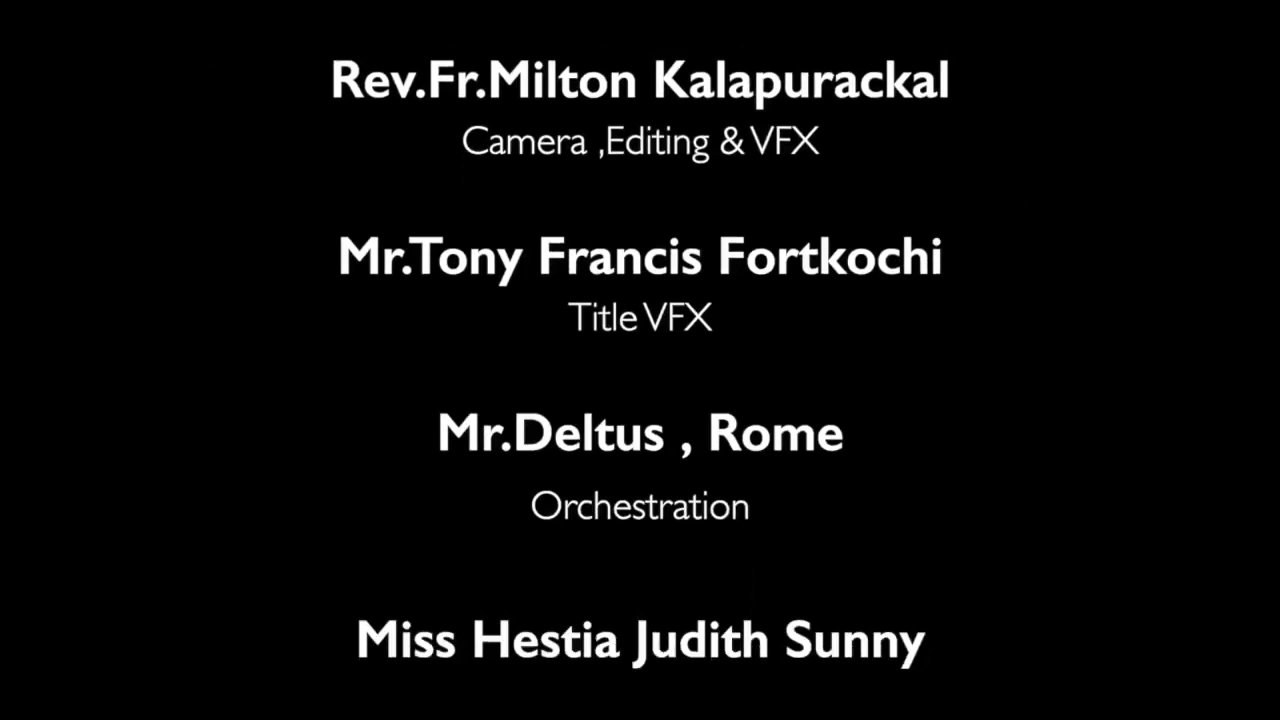 Rev.Fr.Milton Kalapurackal
Camera ,Editing & VFX
Mr.Tony Francis Fortkochi
Title VFX
Mr.Deltus , Rome
Orchestration
Miss Hestia Judith Sunny